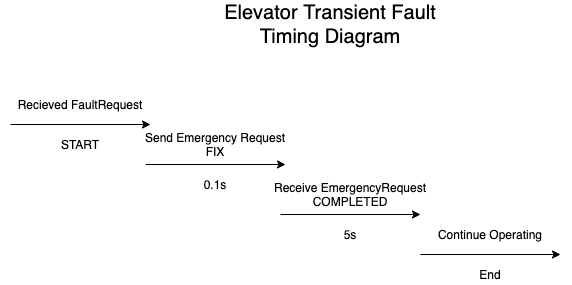 Elevator Transient Fault
Timing Diagram
Recieved FaultRequest
START
Send Emergency Request
FIX
0.1s
Receive EmergencyRequest
COMPLETED
5s
Continue Operating
End